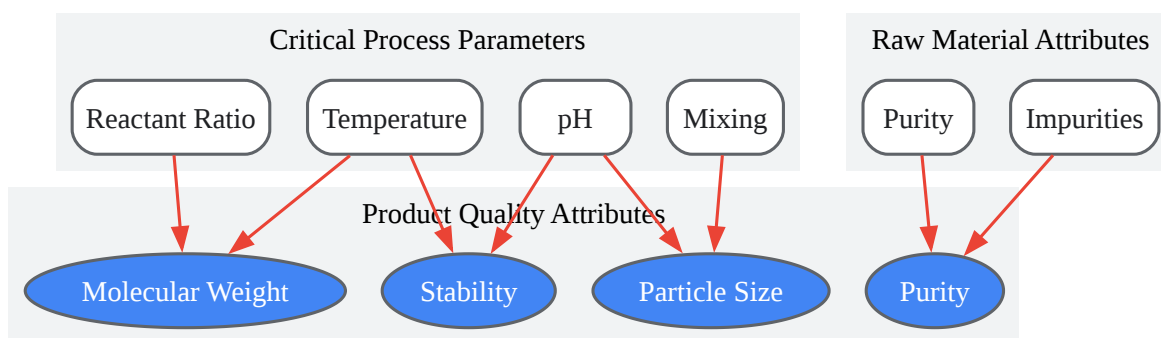 Critical Process Parameters
Raw Material Attributes
Reactant Ratio
Temperature
pH
Mixing
Purity
Impurities
Product Quality Attributes
Molecular Weight
Stability
Particle Size
Purity